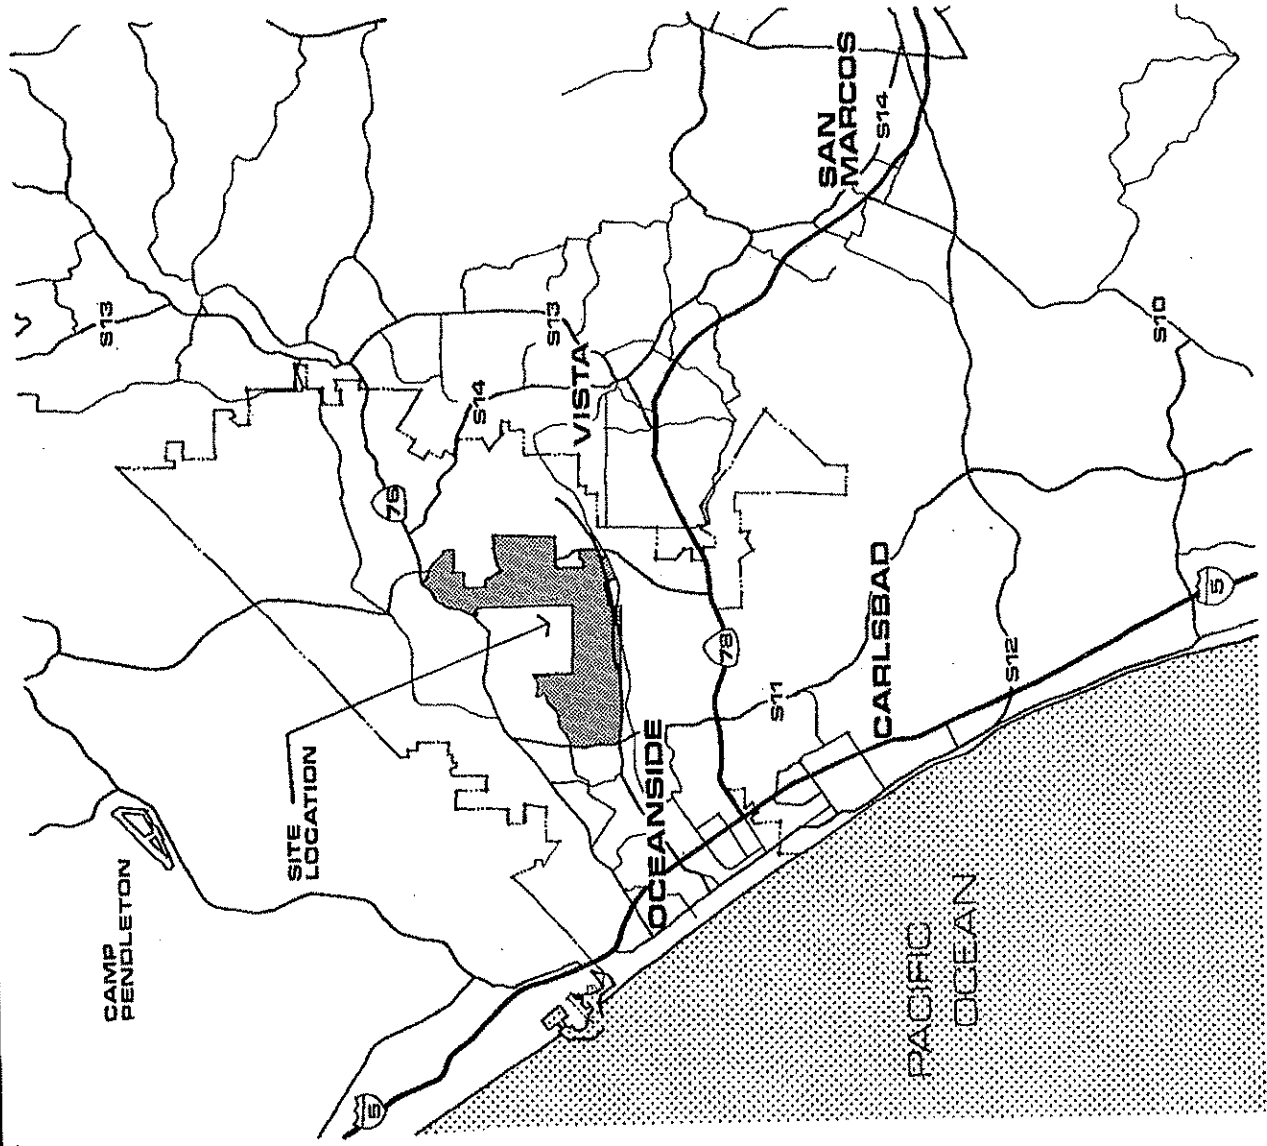 CAMP
PENDLETON
SITE
LOCATION
5
OCEANSIDE
PACIFIC
OCEAN
CARLSBAD
S11
78
S12
5
76
S14
VISTA
S13
S13
SAN
MARCOS
S14
S10